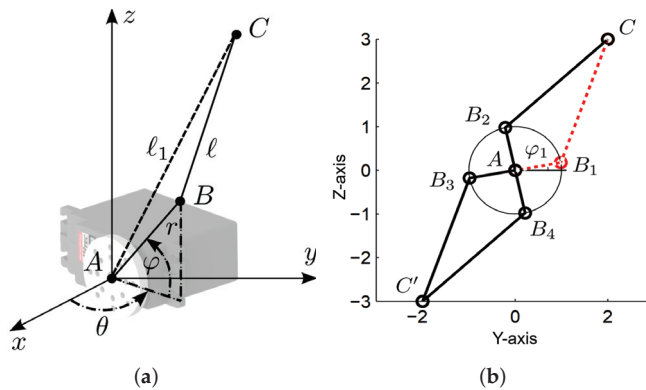 z
C
ℓ₁
ℓ
B
r
A
φ
y
θ
x
(a)
C
3
2
B₂
1
Z-axis
A
φ₁
B₁
0
B₃
-1
B₄
-2
C′
-3
-2
0
2
Y-axis
(b)